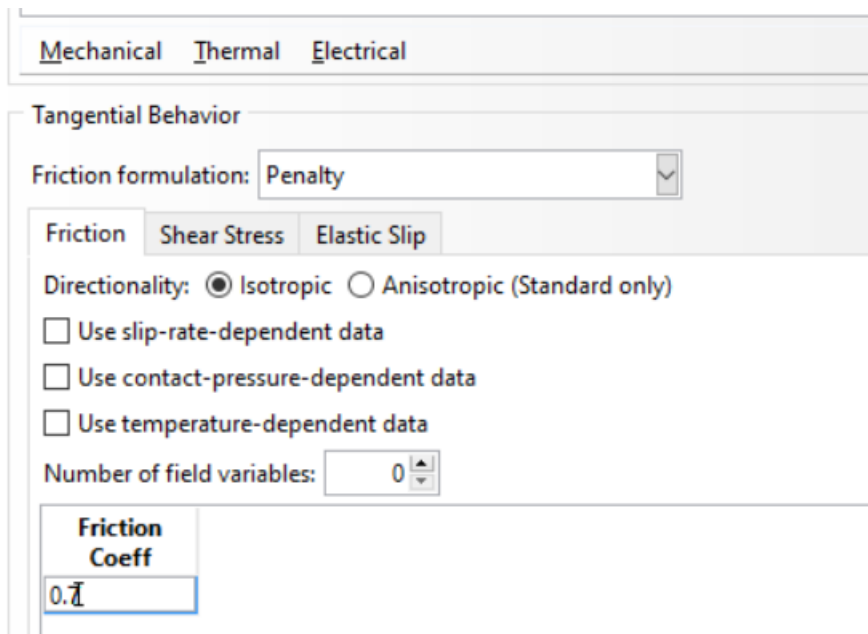 Mechanical Thermal Electrical
Tangential Behavior
Friction formulation: Penalty
Friction Shear Stress Elastic Slip
Directionality: Isotropic Anisotropic (Standard only)
Use slip-rate-dependent data
Use contact-pressure-dependent data
Use temperature-dependent data
Number of field variables: 0
Friction
Coeff
0.7